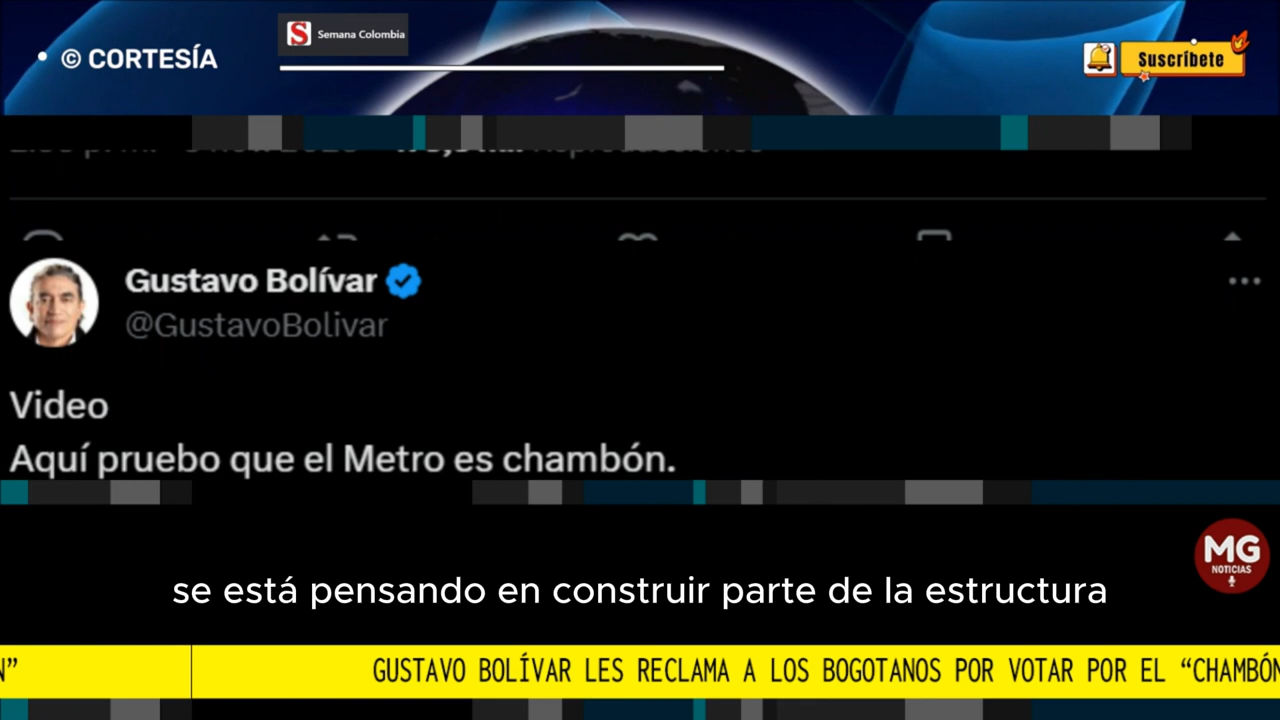 • © CORTESÍA
S Semana Colombia
Suscríbete
Gustavo Bolívar
@GustavoBolivar
Video
Aquí pruebo que el Metro es chambón.
MG
NOTICIAS
se está pensando en construir parte de la estructura
N” GUSTAVO BOLÍVAR LES RECLAMA A LOS BOGOTANOS POR VOTAR POR EL “CHAMBÓN